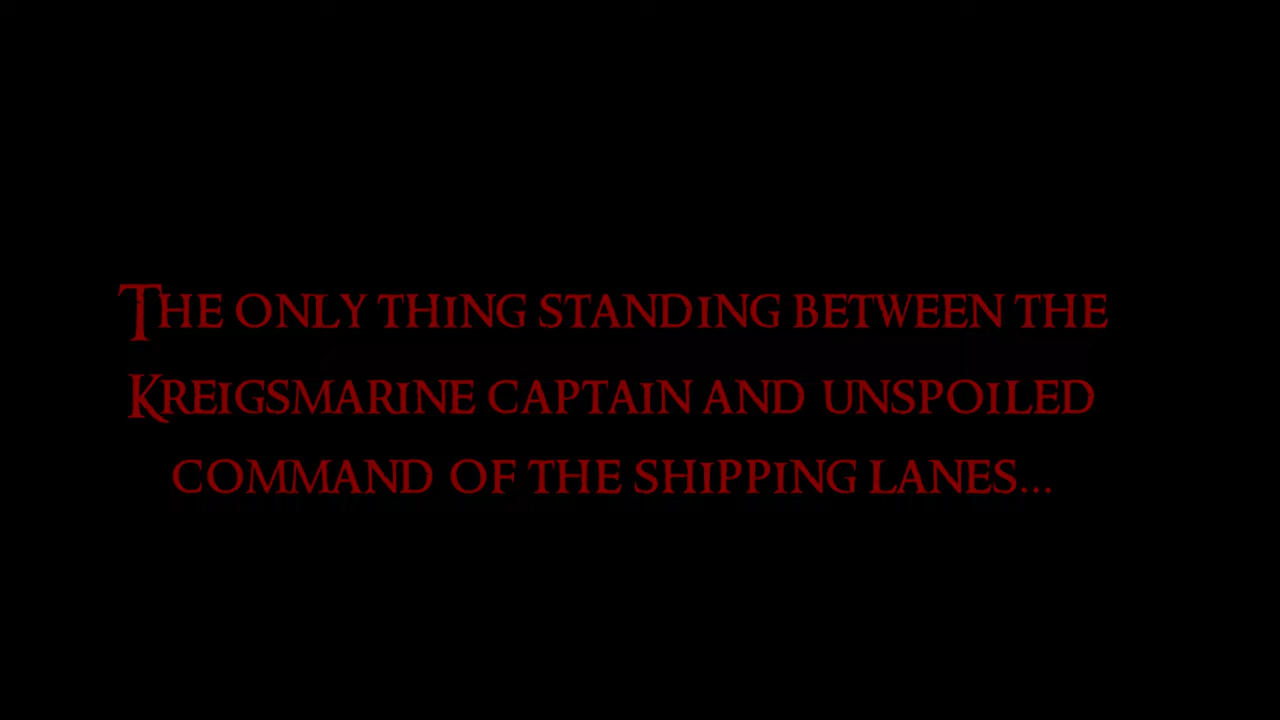 The only thing standing between the
Kreigsmarine captain and unspoiled
command of the shipping lanes...